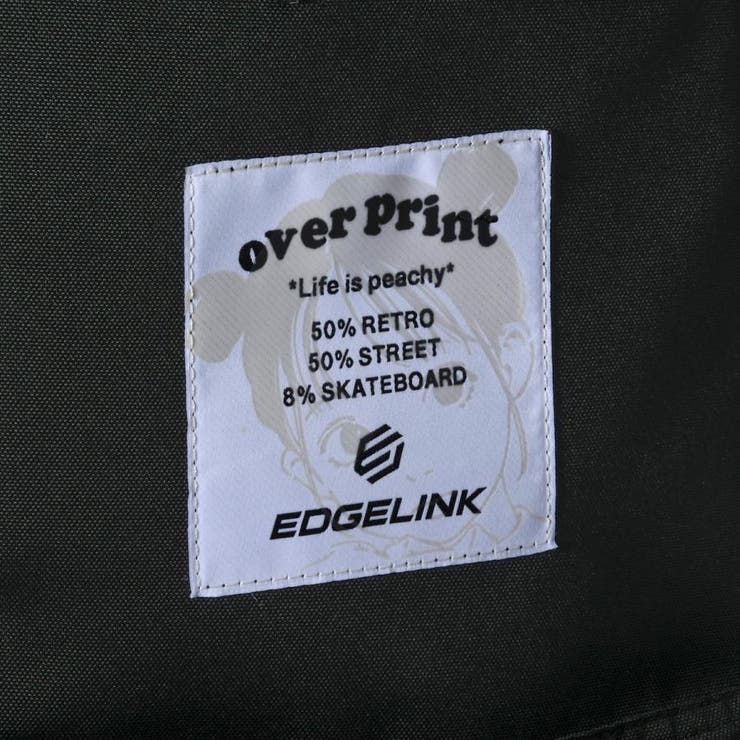 over print
*Life is peachy*
50% RETRO
50% STREET
8% SKATEBOARD
EDGELINK